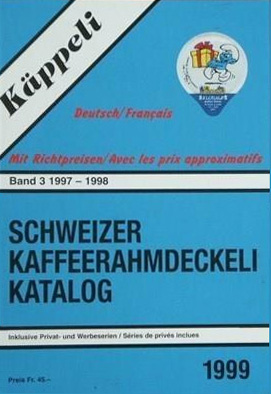 Käppeli
Deutsch/Français
Mit Richtpreisen/Avec les prix approximatifs
Band 3 1997 – 1998
SCHWEIZER
KAFFEERAHMDECKELI
KATALOG
Inklusive Privat- und Werbeserien / Séries de privés inclues
1999
Preis Fr. 45.–